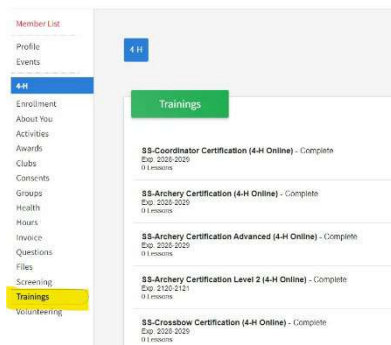 Member List
Profile
Events
4-H
Enrollment
About You
Activities
Awards
Clubs
Consents
Groups
Health
Hours
Invoice
Questions
Files
Screening
Trainings
Volunteering
4 H
Trainings
SS-Coordinator Certification (4-H Online) - Complete
Exp. 2028-2029
0 Lessons
SS-Archery Certification (4-H Online) - Complete
Exp. 2028-2029
0 Lessons
SS-Archery Certification Advanced (4-H Online) - Complete
Exp. 2028-2029
0 Lessons
SS-Archery Certification Level 2 (4-H Online) - Complete
Exp. 2120-2121
0 Lessons
SS-Crossbow Certification (4-H Online) - Complete
Exp. 2028-2029
0 Lessons